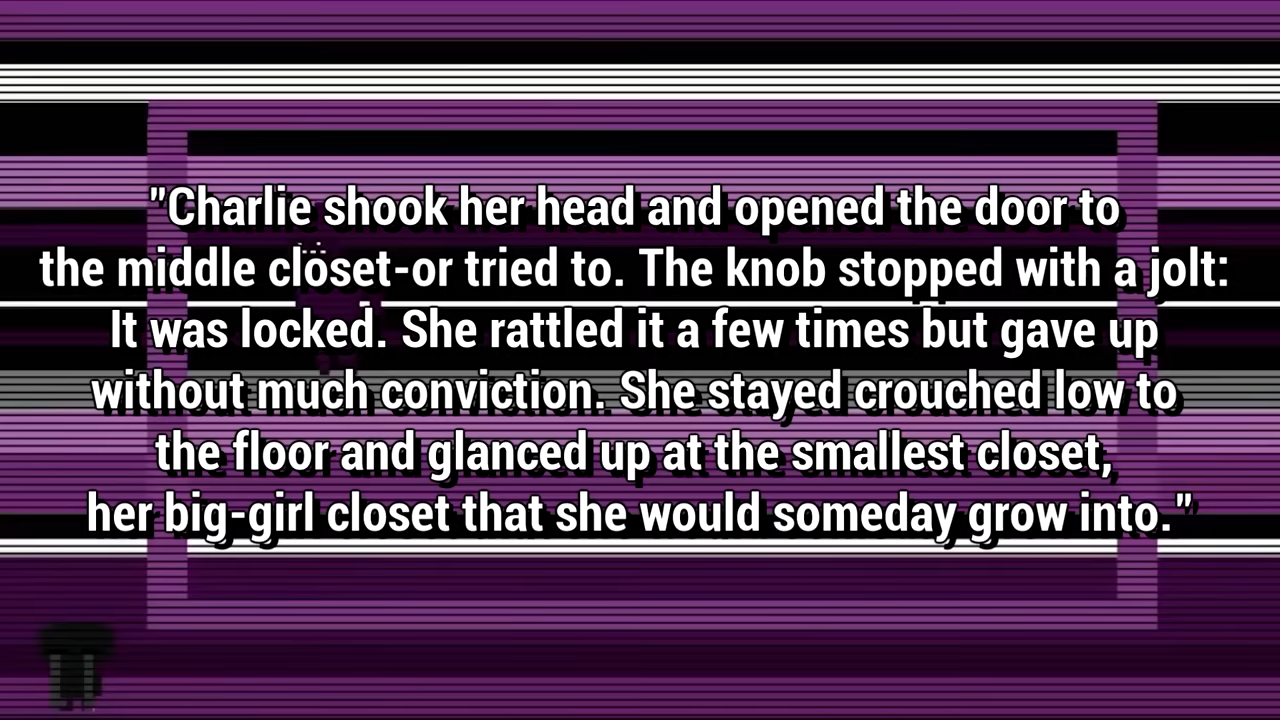 "Charlie shook her head and opened the door to
the middle closet-or tried to. The knob stopped with a jolt:
It was locked. She rattled it a few times but gave up
without much conviction. She stayed crouched low to
the floor and glanced up at the smallest closet,
her big-girl closet that she would someday grow into."